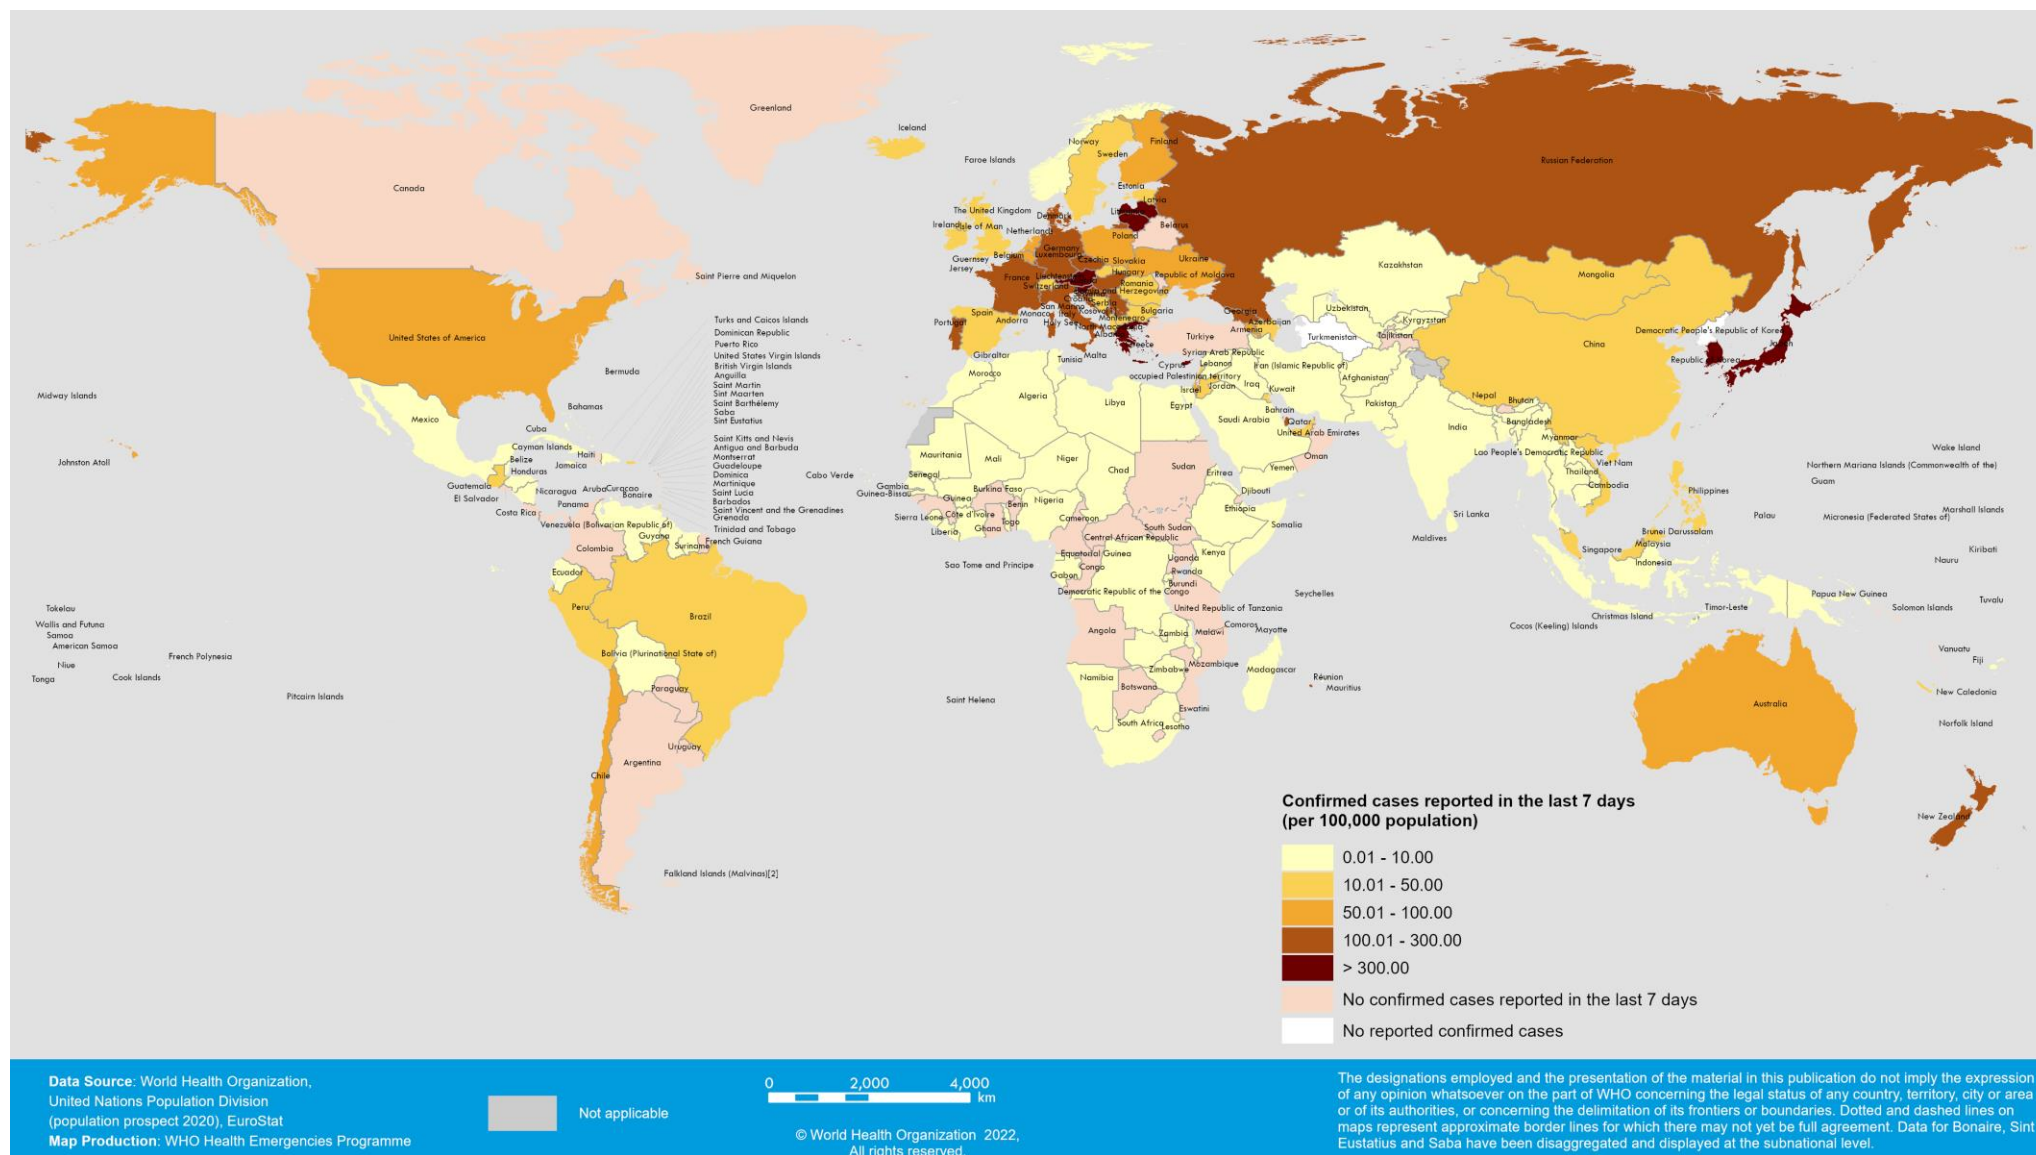 Greenland
Iceland
Faroe Islands
Norway
Sweden
Finland
Russian Federation
Canada
Estonia
Latvia
The United Kingdom
Denmark
Ireland
Isle of Man
Netherlands
Poland
Belarus
Germany
Guernsey
Belgium
Luxembourg
Jersey
Czechia
Slovakia
Ukraine
Kazakhstan
Mongolia
Saint Pierre and Miquelon
France
Liechtenstein
Hungary
Republic of Moldova
Switzerland
Romania
Herzegovina
San Marino
Serbia
Spain
Monaco
Italy
Kosovo[1]
Bulgaria
Georgia
Uzbekistan
Turks and Caicos Islands
Portugal
Andorra
Holy See
Montenegro
Azerbaijan
Kyrgyzstan
United States of America
Dominican Republic
Türkiye
Armenia
Turkmenistan
Tajikistan
Democratic People's Republic of Korea
China
Puerto Rico
United States Virgin Islands
Gibraltar
Tunisia
Malta
Greece
Syrian Arab Republic
British Virgin Islands
Cyprus
Lebanon
Iran (Islamic Republic of)
Bermuda
Anguilla
Morocco
occupied Palestinian territory
Afghanistan
Saint Martin
Israel
Jordan
Iraq
Kuwait
Midway Islands
Sint Maarten
Algeria
Libya
Egypt
Pakistan
Nepal
Bhutan
Bahamas
Saint Barthélemy
Bahrain
Saba
Saudi Arabia
Qatar
Mexico
Sint Eustatius
United Arab Emirates
India
Bangladesh
Cuba
Myanmar
Saint Kitts and Nevis
Cayman Islands
Antigua and Barbuda
Wake Island
Belize
Haiti
Montserrat
Mauritania
Mali
Niger
Chad
Sudan
Oman
Lao People's Democratic Republic
Johnston Atoll
Honduras
Jamaica
Guadeloupe
Cabo Verde
Senegal
Eritrea
Yemen
Thailand
Viet Nam
Northern Mariana Islands (Commonwealth of the)
Dominica
Guam
Guatemala
Nicaragua
Aruba
Curacao
Martinique
Gambia
Burkina Faso
Djibouti
Cambodia
Philippines
El Salvador
Bonaire
Saint Lucia
Guinea-Bissau
Guinea
Benin
Nigeria
Panama
Barbados
Ethiopia
Costa Rica
Saint Vincent and the Grenadines
Sierra Leone
Côte d'Ivoire
Togo
Cameroon
Sri Lanka
Palau
Micronesia (Federated States of)
Marshall Islands
Venezuela (Bolivarian Republic of)
Grenada
Liberia
Ghana
South Sudan
Somalia
Trinidad and Tobago
Guyana
Central African Republic
Maldives
Brunei Darussalam
Colombia
Suriname
French Guiana
Equatorial Guinea
Uganda
Kenya
Singapore
Malaysia
Kiribati
Ecuador
Sao Tome and Principe
Gabon
Congo
Rwanda
Indonesia
Nauru
Burundi
Democratic Republic of the Congo
Seychelles
Papua New Guinea
Tuvalu
Tokelau
Peru
Brazil
United Republic of Tanzania
Timor-Leste
Solomon Islands
Wallis and Futuna
Christmas Island
Samoa
Angola
Zambia
Malawi
Comoros
Mayotte
Cocos (Keeling) Islands
American Samoa
Bolivia (Plurinational State of)
Vanuatu
French Polynesia
Niue
Mozambique
Fiji
Tonga
Cook Islands
Zimbabwe
Madagascar
Namibia
Réunion
Paraguay
Botswana
Mauritius
Pitcairn Islands
Saint Helena
New Caledonia
Eswatini
Australia
South Africa
Lesotho
Norfolk Island
Uruguay
Argentina
Chile
New Zealand
Falkland Islands (Malvinas)[2]
Confirmed cases reported in the last 7 days
(per 100,000 population)
0.01 - 10.00
10.01 - 50.00
50.01 - 100.00
100.01 - 300.00
> 300.00
No confirmed cases reported in the last 7 days
No reported confirmed cases
Data Source: World Health Organization,
United Nations Population Division
(population prospect 2020), EuroStat
Map Production: WHO Health Emergencies Programme
Not applicable
0 2,000 4,000
km
© World Health Organization 2022,
All rights reserved
The designations employed and the presentation of the material in this publication do not imply the expression
of any opinion whatsoever on the part of WHO concerning the legal status of any country, territory, city or area
or of its authorities, or concerning the delimitation of its frontiers or boundaries. Dotted and dashed lines on
maps represent approximate border lines for which there may not yet be full agreement. Data for Bonaire, Sint
Eustatius and Saba have been disaggregated and displayed at the subnational level.